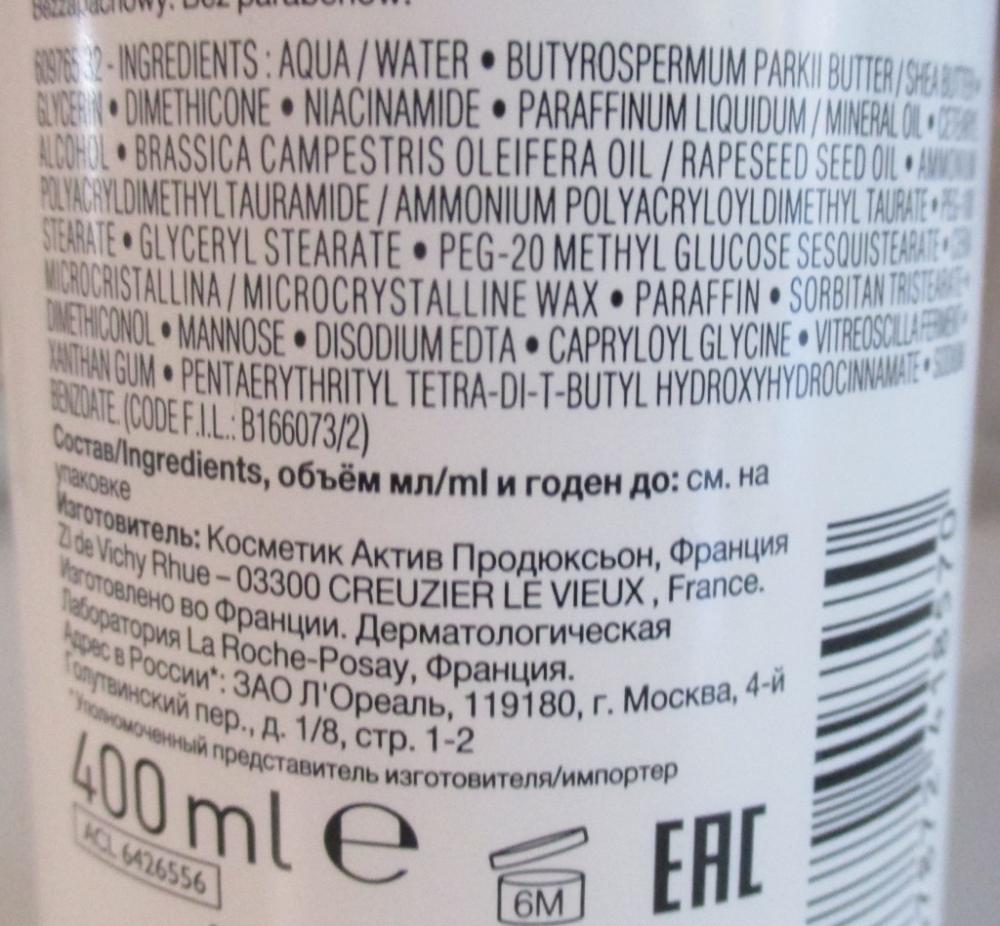 Без парабенов.
609765 32 - INGREDIENTS : AQUA / WATER • BUTYROSPERMUM PARKII BUTTER / SHEA BUTTER •
GLYCERIN • DIMETHICONE • NIACINAMIDE • PARAFFINUM LIQUIDUM / MINERAL OIL • CETEARYL
ALCOHOL • BRASSICA CAMPESTRIS OLEIFERA OIL / RAPESEED SEED OIL • AMMONIUM
POLYACRYLDIMETHYLTAURAMIDE / AMMONIUM POLYACRYLOYLDIMETHYL TAURATE • PEG-100
STEARATE • GLYCERYL STEARATE • PEG-20 METHYL GLUCOSE SESQUISTEARATE • CERA
MICROCRISTALLINA / MICROCRYSTALLINE WAX • PARAFFIN • SORBITAN TRISTEARATE •
DIMETHICONOL • MANNOSE • DISODIUM EDTA • CAPRYLOYL GLYCINE • VITREOSCILLA FERMENT •
XANTHAN GUM • PENTAERYTHRITYL TETRA-DI-T-BUTYL HYDROXYHYDROCINNAMATE • SODIUM
BENZOATE. (CODE F.I.L.: B166073/2)
Состав/Ingredients, объём мл/ml и годен до: см. на
упаковке
Изготовитель: Косметик Актив Продюксьон, Франция
ZI de Vichy Rhue – 03300 CREUZIER LE VIEUX , France.
Изготовлено во Франции. Дерматологическая
Лаборатория La Roche-Posay, Франция.
Адрес в России*: ЗАО Л'Ореаль, 119180, г. Москва, 4-й
Голутвинский пер., д. 1/8, стр. 1-2
*Уполномоченный представитель изготовителя/импортер
400 ml e
ACL 6426556
6M
EAC